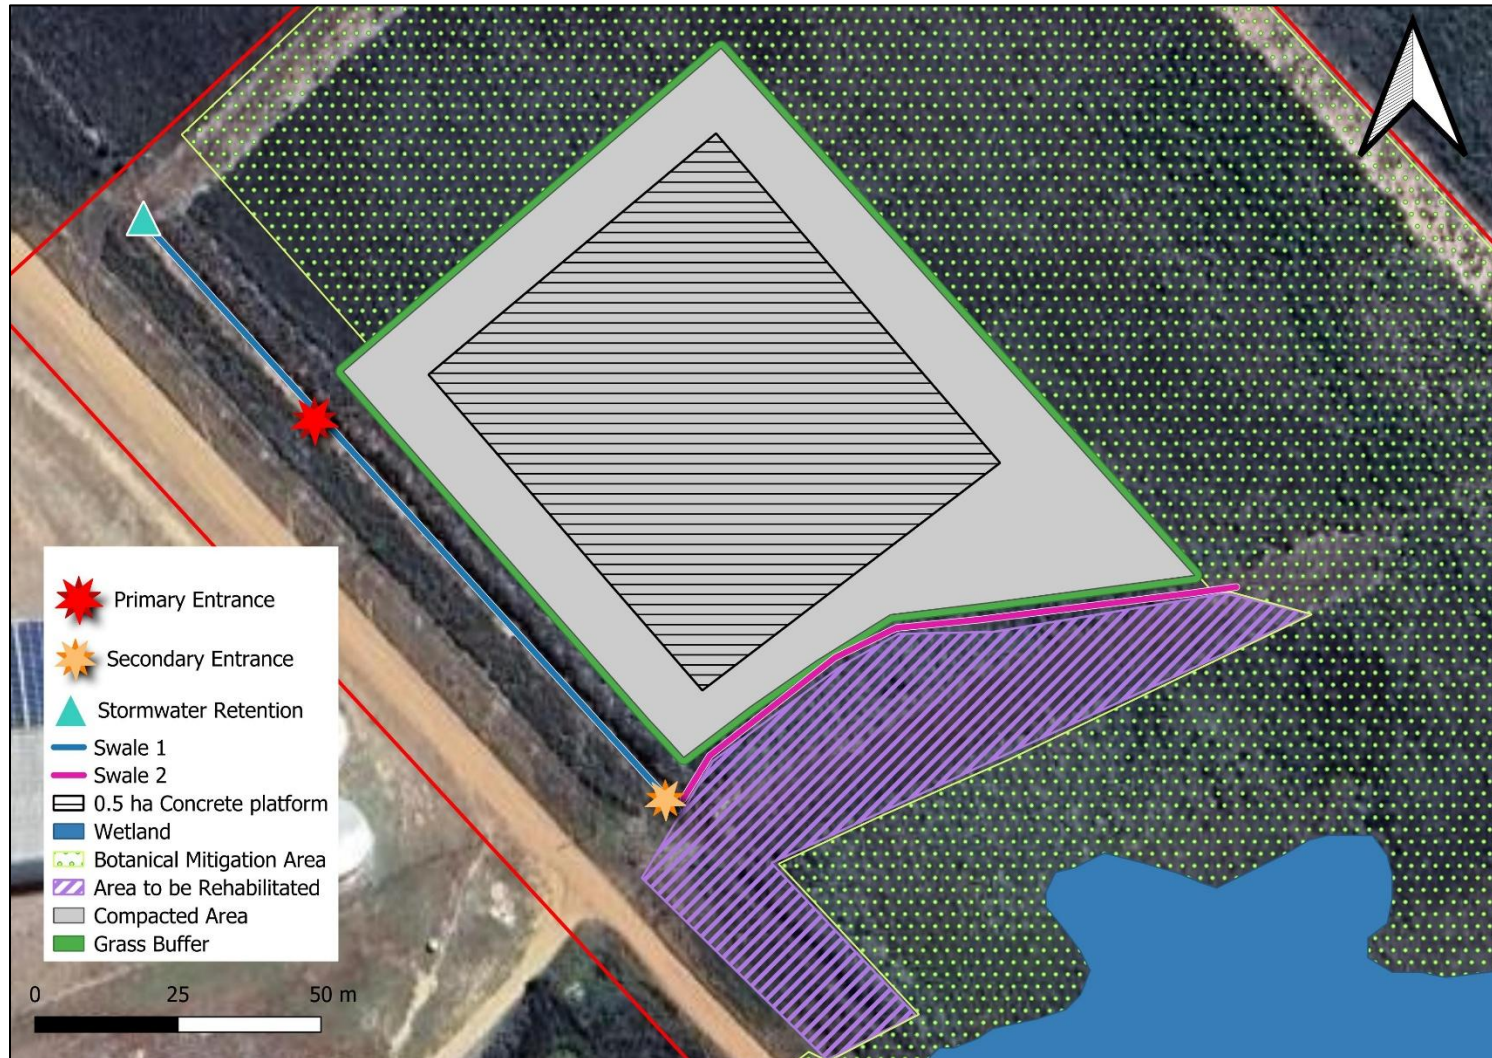 Primary Entrance
Secondary Entrance
Stormwater Retention
Swale 1
Swale 2
0.5 ha Concrete platform
Wetland
Botanical Mitigation Area
Area to be Rehabilitated
Compacted Area
Grass Buffer
0 25 50 m